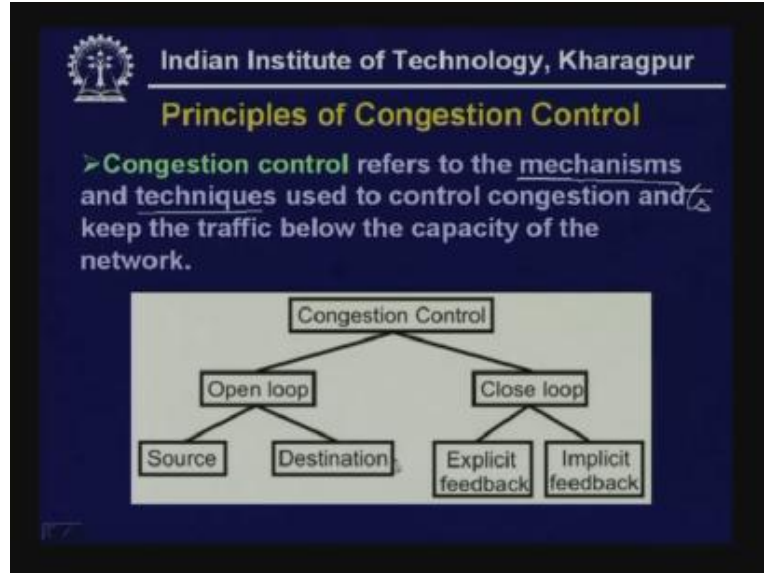 Indian Institute of Technology, Kharagpur
Principles of Congestion Control
➢Congestion control refers to the mechanisms
and techniques used to control congestion and to
keep the traffic below the capacity of the
network.
Congestion Control
Open loop
Close loop
Source
Destination
Explicit
feedback
Implicit
feedback